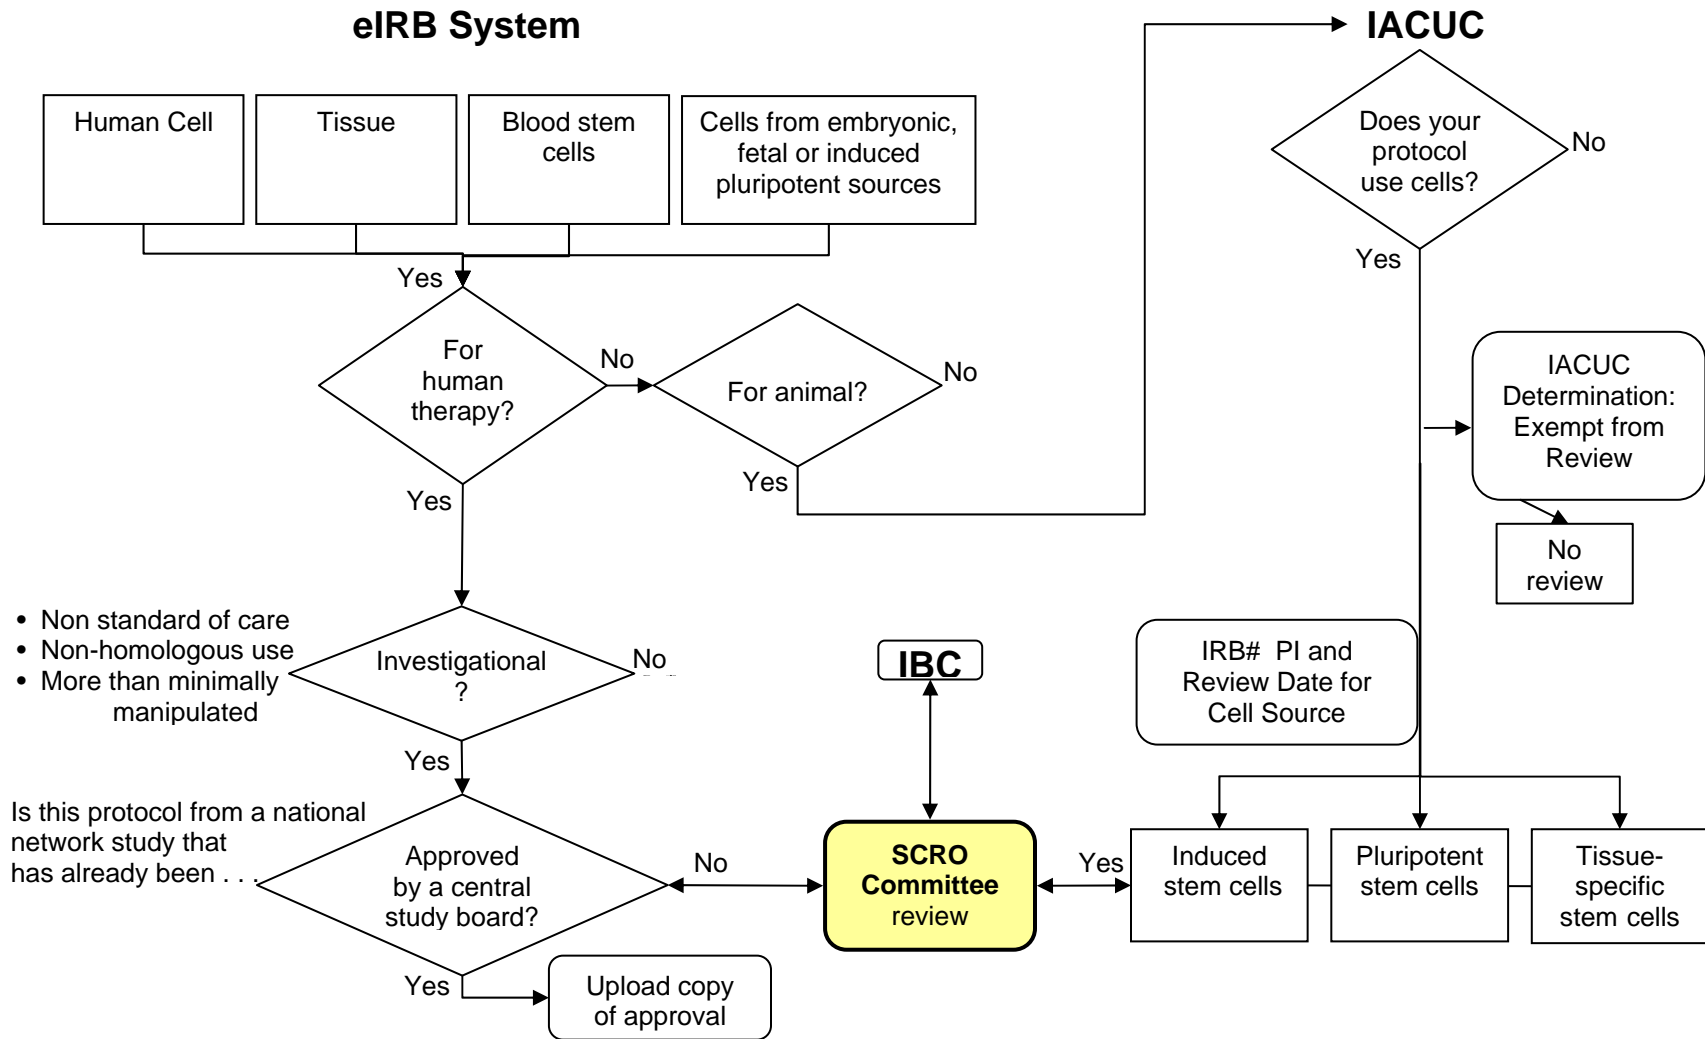 eIRB System
IACUC
Human Cell
Tissue
Blood stem
cells
Cells from embryonic,
fetal or induced
pluripotent sources
Does your
protocol
use cells?
No
Yes
Yes
For
human
therapy?
No
For animal?
No
Yes
Yes
IACUC
Determination:
Exempt from
Review
No
review
• Non standard of care
• Non-homologous use
• More than minimally
manipulated
Investigational
?
No
Yes
IBC
IRB# PI and
Review Date for
Cell Source
Is this protocol from a national
network study that
has already been . . .
Approved
by a central
study board?
No
Yes
Upload copy
of approval
SCRO
Committee
review
Yes
Induced
stem cells
Pluripotent
stem cells
Tissue-
specific
stem cells